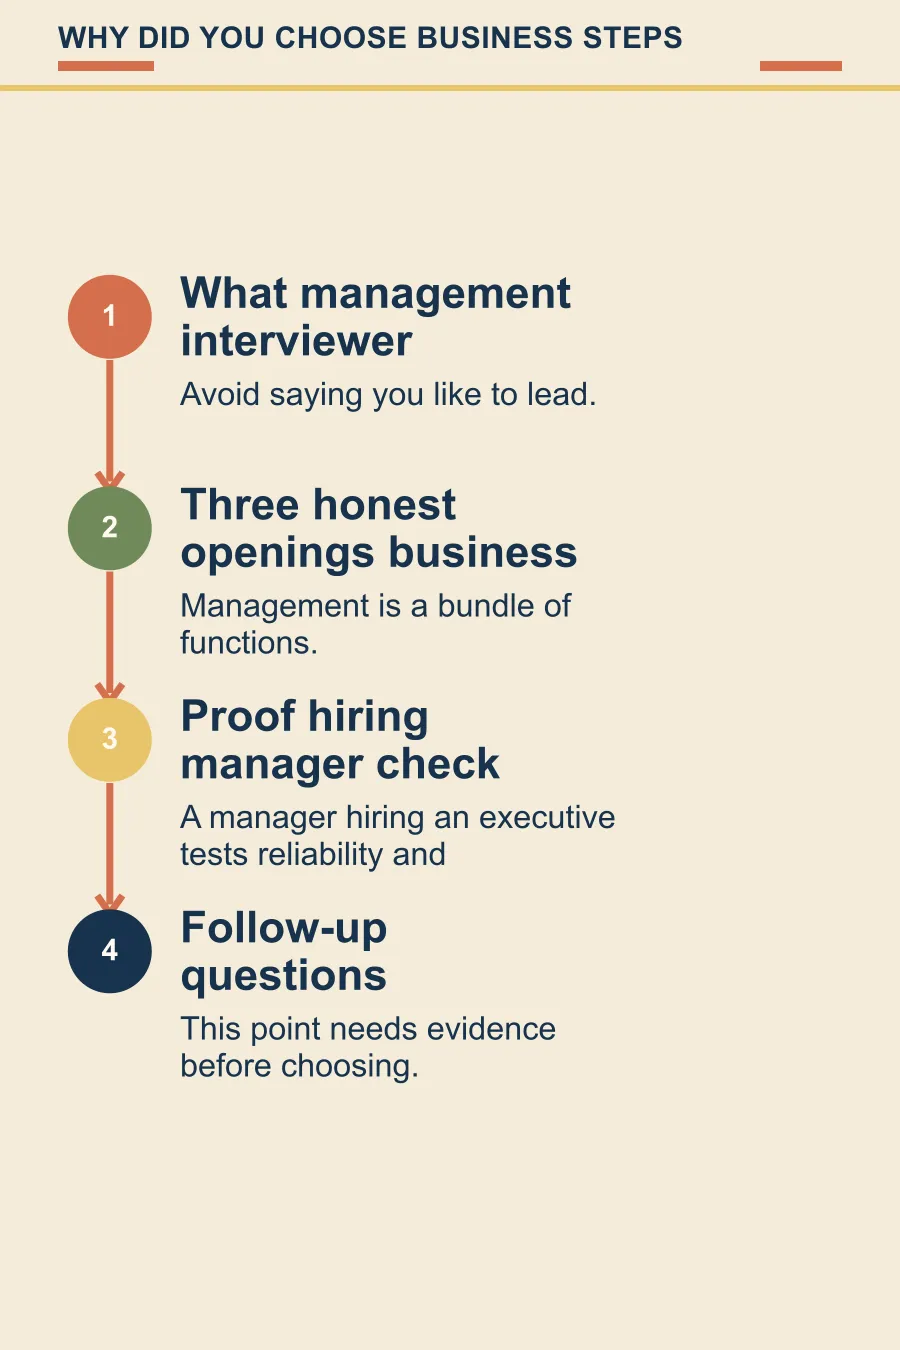 WHY DID YOU CHOOSE BUSINESS STEPS
1
What management
interviewer
Avoid saying you like to lead.
2
Three honest
openings business
Management is a bundle of
functions.
3
Proof hiring
manager check
A manager hiring an executive
tests reliability and
4
Follow-up
questions
This point needs evidence
before choosing.